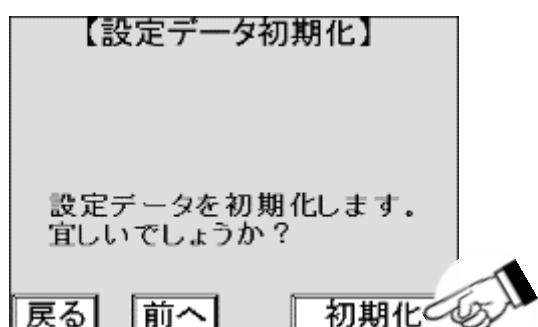 【設定データ初期化】
設定データを初期化します。
宜しいでしょうか？
戻る 前へ 初期化